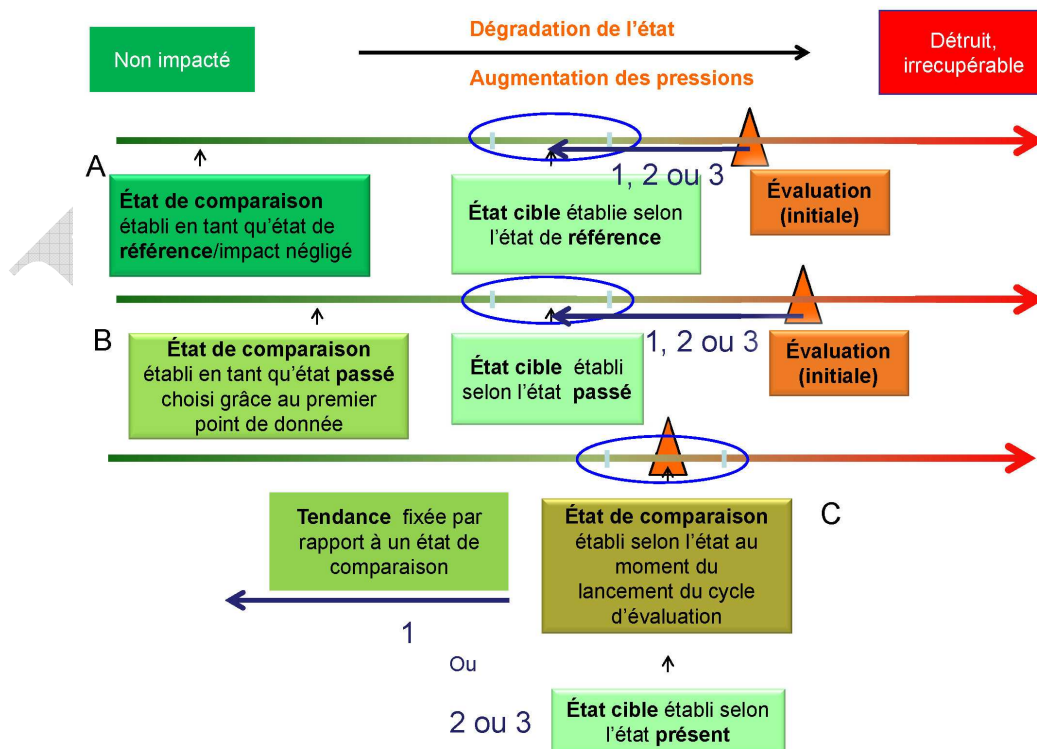 Non impacté
Dégradation de l'état
Augmentation des pressions
Détruit,
irrecupérable
A
1, 2 ou 3
État de comparaison
établi en tant qu'état de
référence/impact négligé
État cible établie selon
l'état de référence
Évaluation
(initiale)
B
1, 2 ou 3
État de comparaison
établi en tant qu'état passé
choisi grâce au premier
point de donnée
État cible établi
selon l'état passé
Évaluation
(initiale)
C
Tendance fixée par
rapport à un état de
comparaison
État de comparaison
établi selon l'état au
moment du
lancement du cycle
d'évaluation
1
Ou
2 ou 3
État cible établi selon
l'état présent